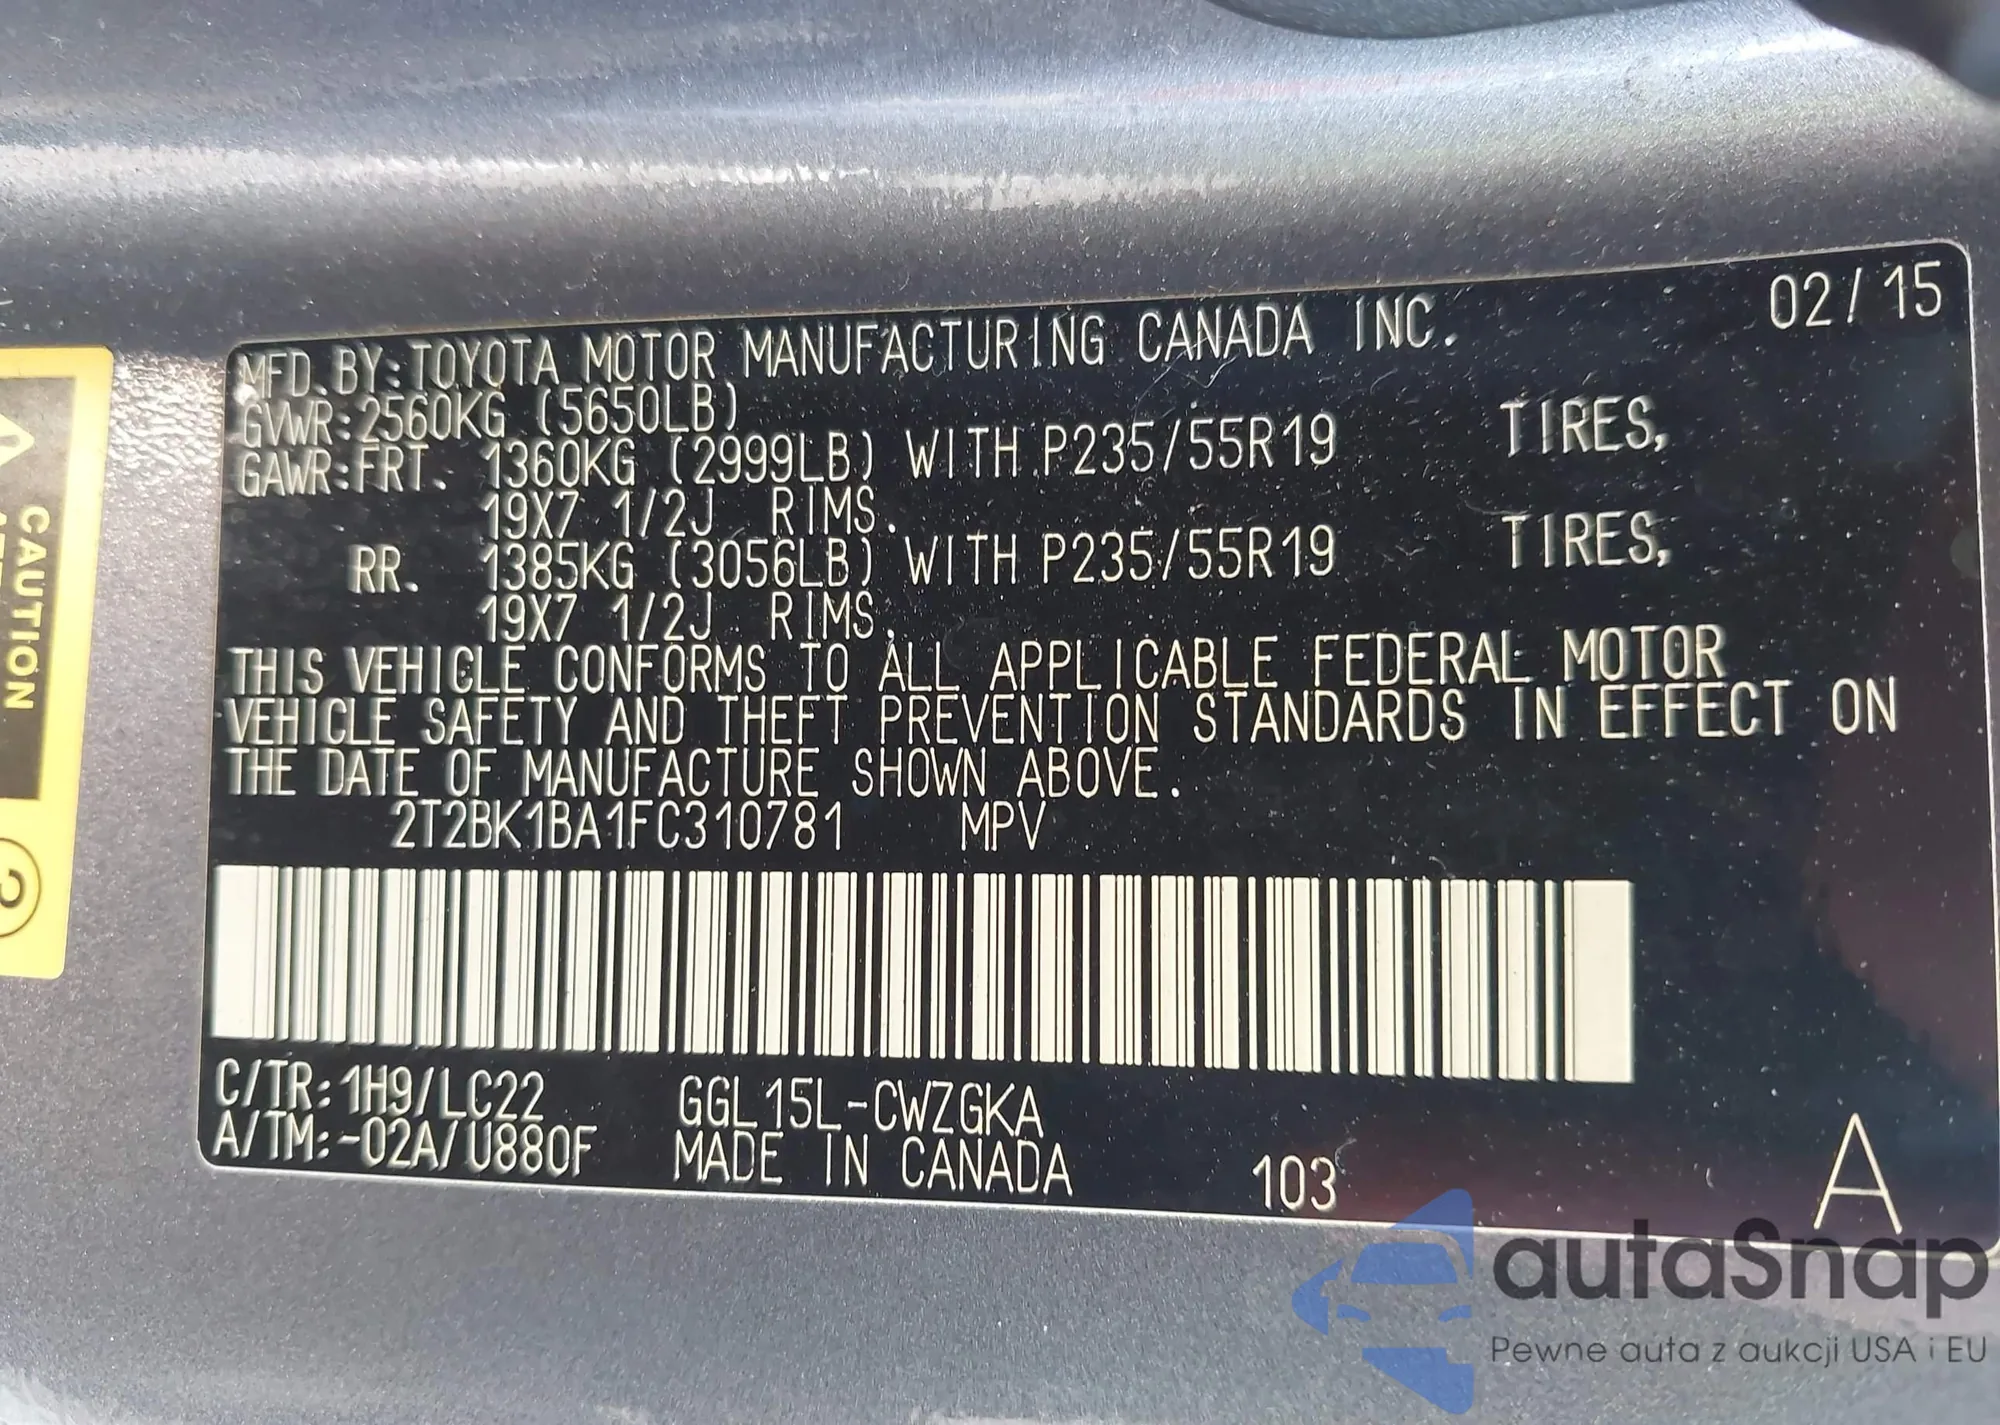 02/15
MFD. BY:TOYOTA MOTOR MANUFACTURING CANADA INC.
GVWR:2560KG (5650LB)
GAWR:FRT. 1360KG (2999LB) WITH P235/55R19 TIRES,
19X7 1/2J RIMS.
RR. 1385KG (3056LB) WITH P235/55R19 TIRES,
19X7 1/2J RIMS.
THIS VEHICLE CONFORMS TO ALL APPLICABLE FEDERAL MOTOR
VEHICLE SAFETY AND THEFT PREVENTION STANDARDS IN EFFECT ON
THE DATE OF MANUFACTURE SHOWN ABOVE.
2T2BK1BA1FC310781 MPV
C/TR:1H9/LC22 GGL15L-CWZGKA
A/TM:-02A/U880F MADE IN CANADA 103 A
CAUTION
autaSnap
Pewne auta z aukcji USA i EU